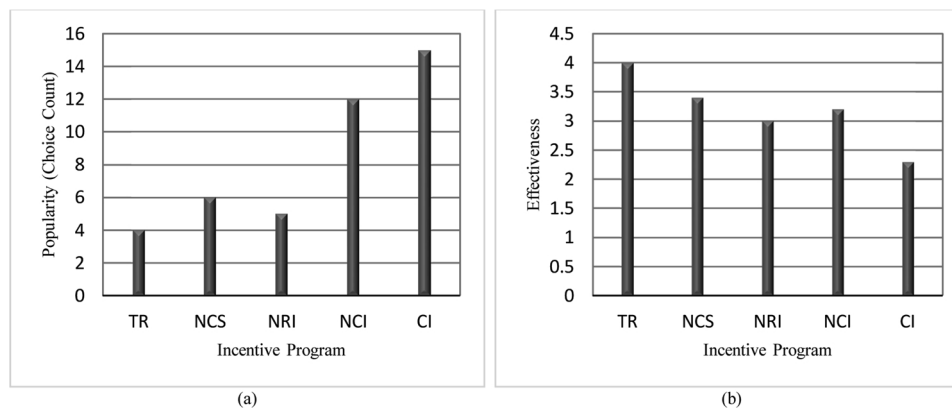 16
14
12
10
8
6
4
2
0
Popularity (Choice Count)
TR NCS NRI NCI CI
Incentive Program
(a)
4.5
4
3.5
3
2.5
2
1.5
1
0.5
0
Effectiveness
TR NCS NRI NCI CI
Incentive Program
(b)